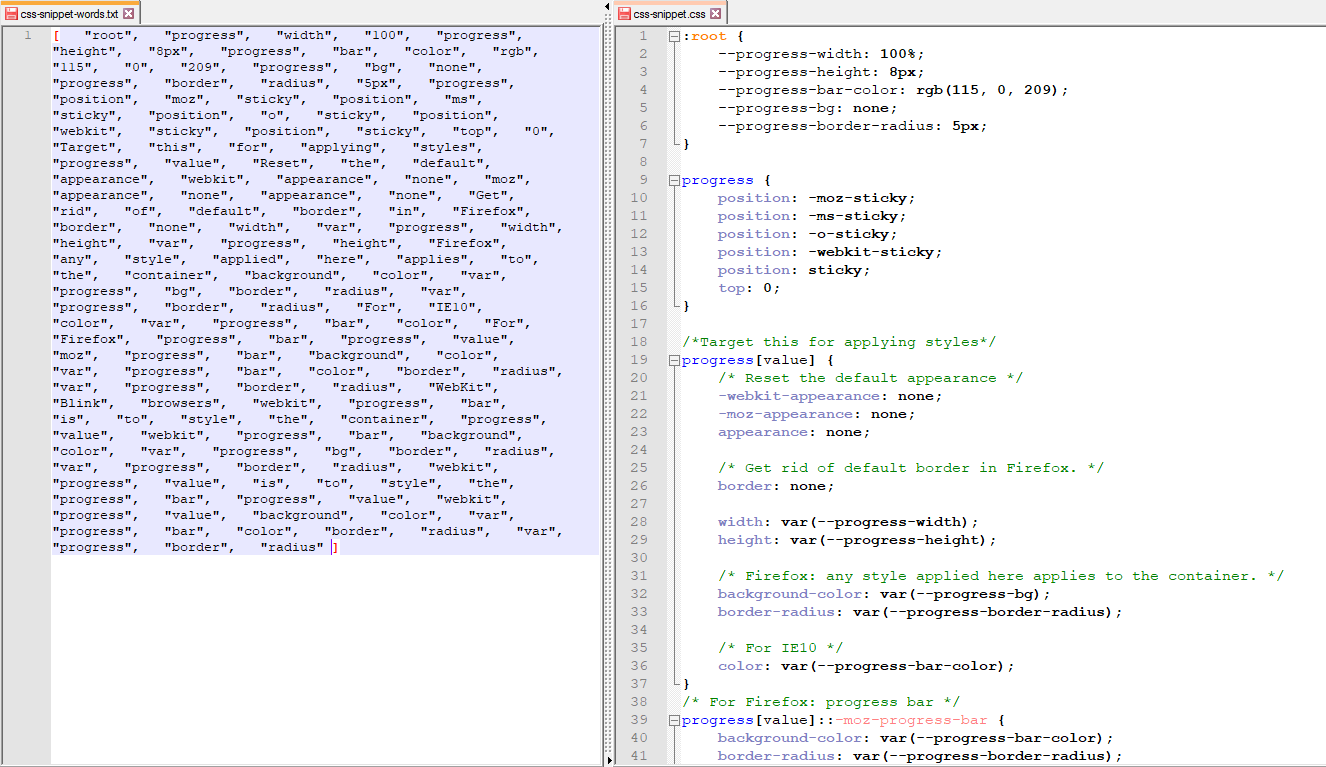 css-snippet-words.txt
1
[ "root", "progress", "width", "100", "progress",
"height", "8px", "progress", "bar", "color", "rgb",
"115", "0", "209", "progress", "bg", "none",
"progress", "border", "radius", "5px", "progress",
"position", "moz", "sticky", "position", "ms",
"sticky", "position", "o", "sticky", "position",
"webkit", "sticky", "position", "sticky", "top", "0",
"Target", "this", "for", "applying", "styles",
"progress", "value", "Reset", "the", "default",
"appearance", "webkit", "appearance", "none", "moz",
"appearance", "none", "appearance", "none", "Get",
"rid", "of", "default", "border", "in", "Firefox",
"border", "none", "width", "var", "progress", "width",
"height", "var", "progress", "height", "Firefox",
"any", "style", "applied", "here", "applies", "to",
"the", "container", "background", "color", "var",
"progress", "bg", "border", "radius", "var",
"progress", "border", "radius", "For", "IE10",
"color", "var", "progress", "bar", "color", "For",
"Firefox", "progress", "bar", "progress", "value",
"moz", "progress", "bar", "background", "color",
"var", "progress", "bar", "color", "border", "radius",
"var", "progress", "border", "radius", "WebKit",
"Blink", "browsers", "webkit", "progress", "bar",
"is", "to", "style", "the", "container", "progress",
"value", "webkit", "progress", "bar", "background",
"color", "var", "progress", "bg", "border", "radius",
"var", "progress", "border", "radius", "webkit",
"progress", "value", "is", "to", "style", "the",
"progress", "bar", "progress", "value", "webkit",
"progress", "value", "background", "color", "var",
"progress", "bar", "color", "border", "radius", "var",
"progress", "border", "radius" ]
css-snippet.css
1 :root {
2 --progress-width: 100%;
3 --progress-height: 8px;
4 --progress-bar-color: rgb(115, 0, 209);
5 --progress-bg: none;
6 --progress-border-radius: 5px;
7 }
8
9 progress {
10 position: -moz-sticky;
11 position: -ms-sticky;
12 position: -o-sticky;
13 position: -webkit-sticky;
14 position: sticky;
15 top: 0;
16 }
17
18 /*Target this for applying styles*/
19 progress[value] {
20 /* Reset the default appearance */
21 -webkit-appearance: none;
22 -moz-appearance: none;
23 appearance: none;
24
25 /* Get rid of default border in Firefox. */
26 border: none;
27
28 width: var(--progress-width);
29 height: var(--progress-height);
30
31 /* Firefox: any style applied here applies to the container. */
32 background-color: var(--progress-bg);
33 border-radius: var(--progress-border-radius);
34
35 /* For IE10 */
36 color: var(--progress-bar-color);
37 }
38 /* For Firefox: progress bar */
39 progress[value]::-moz-progress-bar {
40 background-color: var(--progress-bar-color);
41 border-radius: var(--progress-border-radius);